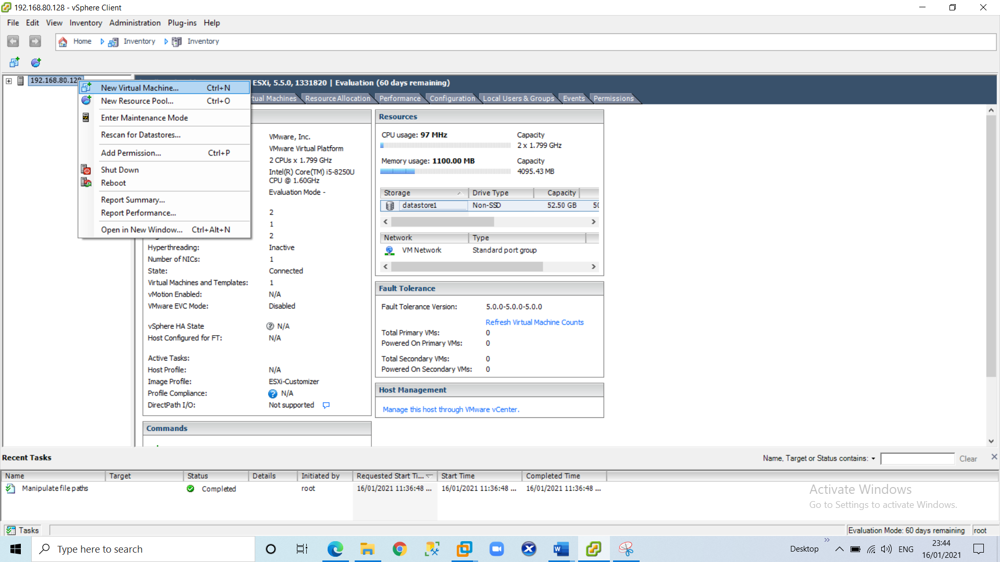 192.168.80.128 - vSphere Client
File Edit View Inventory Administration Plug-ins Help
Home Inventory Inventory
192.168.80.128
ESXi, 5.5.0, 1331820 | Evaluation (60 days remaining)
Resource Allocation Performance Configuration Local Users & Groups Events Permissions
Machines
New Virtual Machine... Ctrl+N
New Resource Pool... Ctrl+O
Enter Maintenance Mode
Rescan for Datastores...
Add Permission... Ctrl+P
Shut Down
Reboot
Report Summary...
Report Performance...
Open in New Window... Ctrl+Alt+N
VMware, Inc.
VMware Virtual Platform
2 CPUs x 1.799 GHz
Intel(R) Core(TM) i5-8250U
CPU @ 1.60GHz
Evaluation Mode -
2
1
2
Hyperthreading: Inactive
Number of NICs: 1
State: Connected
Virtual Machines and Templates: 1
vMotion Enabled: N/A
VMware EVC Mode: Disabled
vSphere HA State N/A
Host Configured for FT: N/A
Active Tasks:
Host Profile: N/A
Image Profile: ESXi-Customizer
Profile Compliance: N/A
DirectPath I/O: Not supported
Commands
Resources
CPU usage: 97 MHz Capacity
2 x 1.799 GHz
Memory usage: 1100.00 MB Capacity
4095.43 MB
Storage Drive Type Capacity
datastore1 Non-SSD 52.50 GB
Network Type
VM Network Standard port group
Fault Tolerance
Fault Tolerance Version: 5.0.0-5.0.0-5.0.0
Refresh Virtual Machine Counts
Total Primary VMs: 0
Powered On Primary VMs: 0
Total Secondary VMs: 0
Powered On Secondary VMs: 0
Host Management
Manage this host through VMware vCenter.
Recent Tasks
Name, Target or Status contains: Clear
Name Target Status Details Initiated by Requested Start Ti... Start Time Completed Time
Manipulate file paths Completed root 16/01/2021 11:36:48 ... 16/01/2021 11:36:48 ... 16/01/2021 11:36:48 ...
Activate Windows
Go to Settings to activate Windows.
Tasks Evaluation Mode: 60 days remaining root
Type here to search
Desktop ENG
23:44
16/01/2021